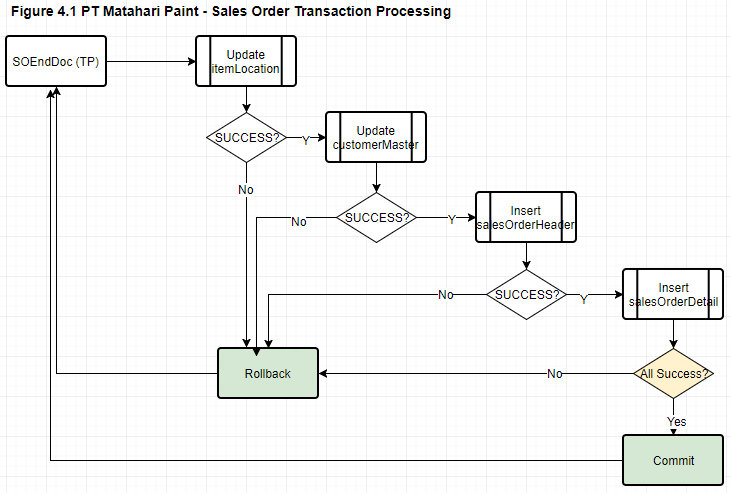 Figure 4.1 PT Matahari Paint - Sales Order Transaction Processing
SOEndDoc (TP)
Update
itemLocation
SUCCESS?
Y
Update
customerMaster
No
SUCCESS?
Y
No
Insert
salesOrderHeader
SUCCESS?
Y
No
Insert
salesOrderDetail
Rollback
No
All Success?
Yes
Commit